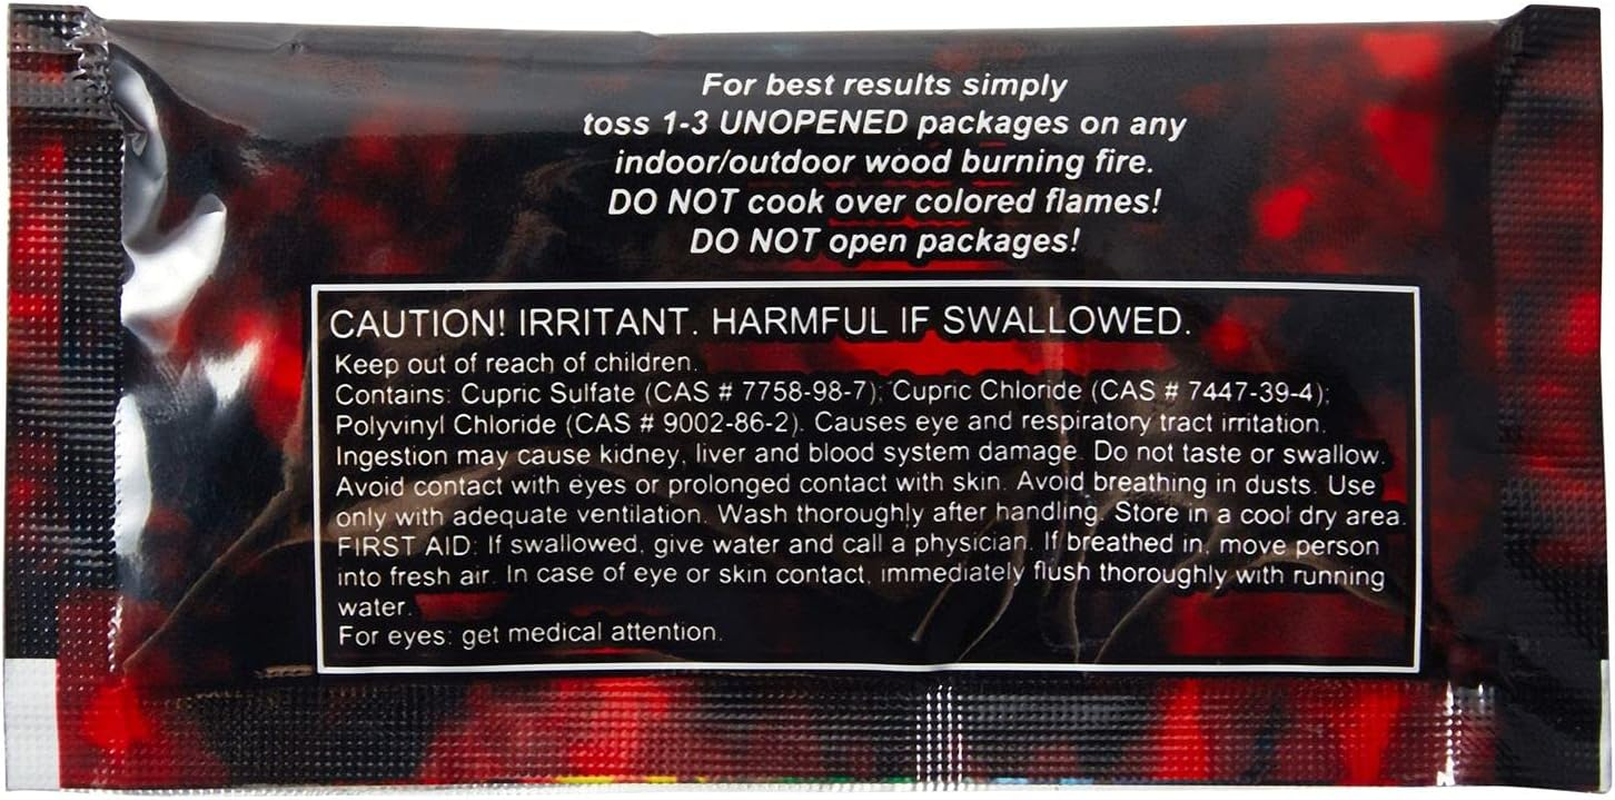 For best results simply
toss 1-3 UNOPENED packages on any
indoor/outdoor wood burning fire.
DO NOT cook over colored flames!
DO NOT open packages!
CAUTION! IRRITANT. HARMFUL IF SWALLOWED.
Keep out of reach of children.
Contains: Cupric Sulfate (CAS # 7758-98-7); Cupric Chloride (CAS # 7447-39-4);
Polyvinyl Chloride (CAS # 9002-86-2). Causes eye and respiratory tract irritation.
Ingestion may cause kidney, liver and blood system damage. Do not taste or swallow.
Avoid contact with eyes or prolonged contact with skin. Avoid breathing in dusts. Use
only with adequate ventilation. Wash thoroughly after handling. Store in a cool dry area.
FIRST AID: If swallowed, give water and call a physician. If breathed in, move person
into fresh air. In case of eye or skin contact, immediately flush thoroughly with running
water.
For eyes: get medical attention.